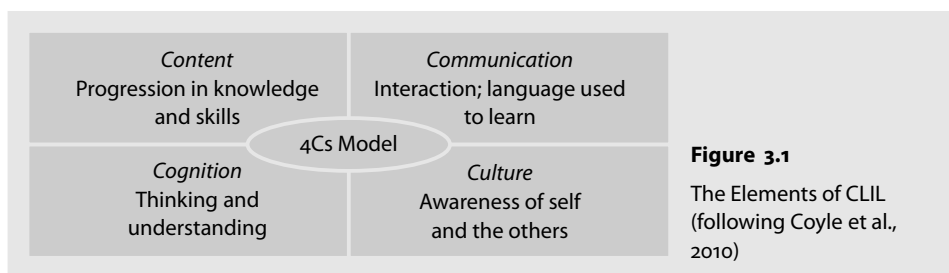 Content
Progression in knowledge
and skills
Communication
Interaction; language used
to learn
4Cs Model
Cognition
Thinking and
understanding
Culture
Awareness of self
and the others
Figure 3.1
The Elements of CLIL
(following Coyle et al.,
2010)